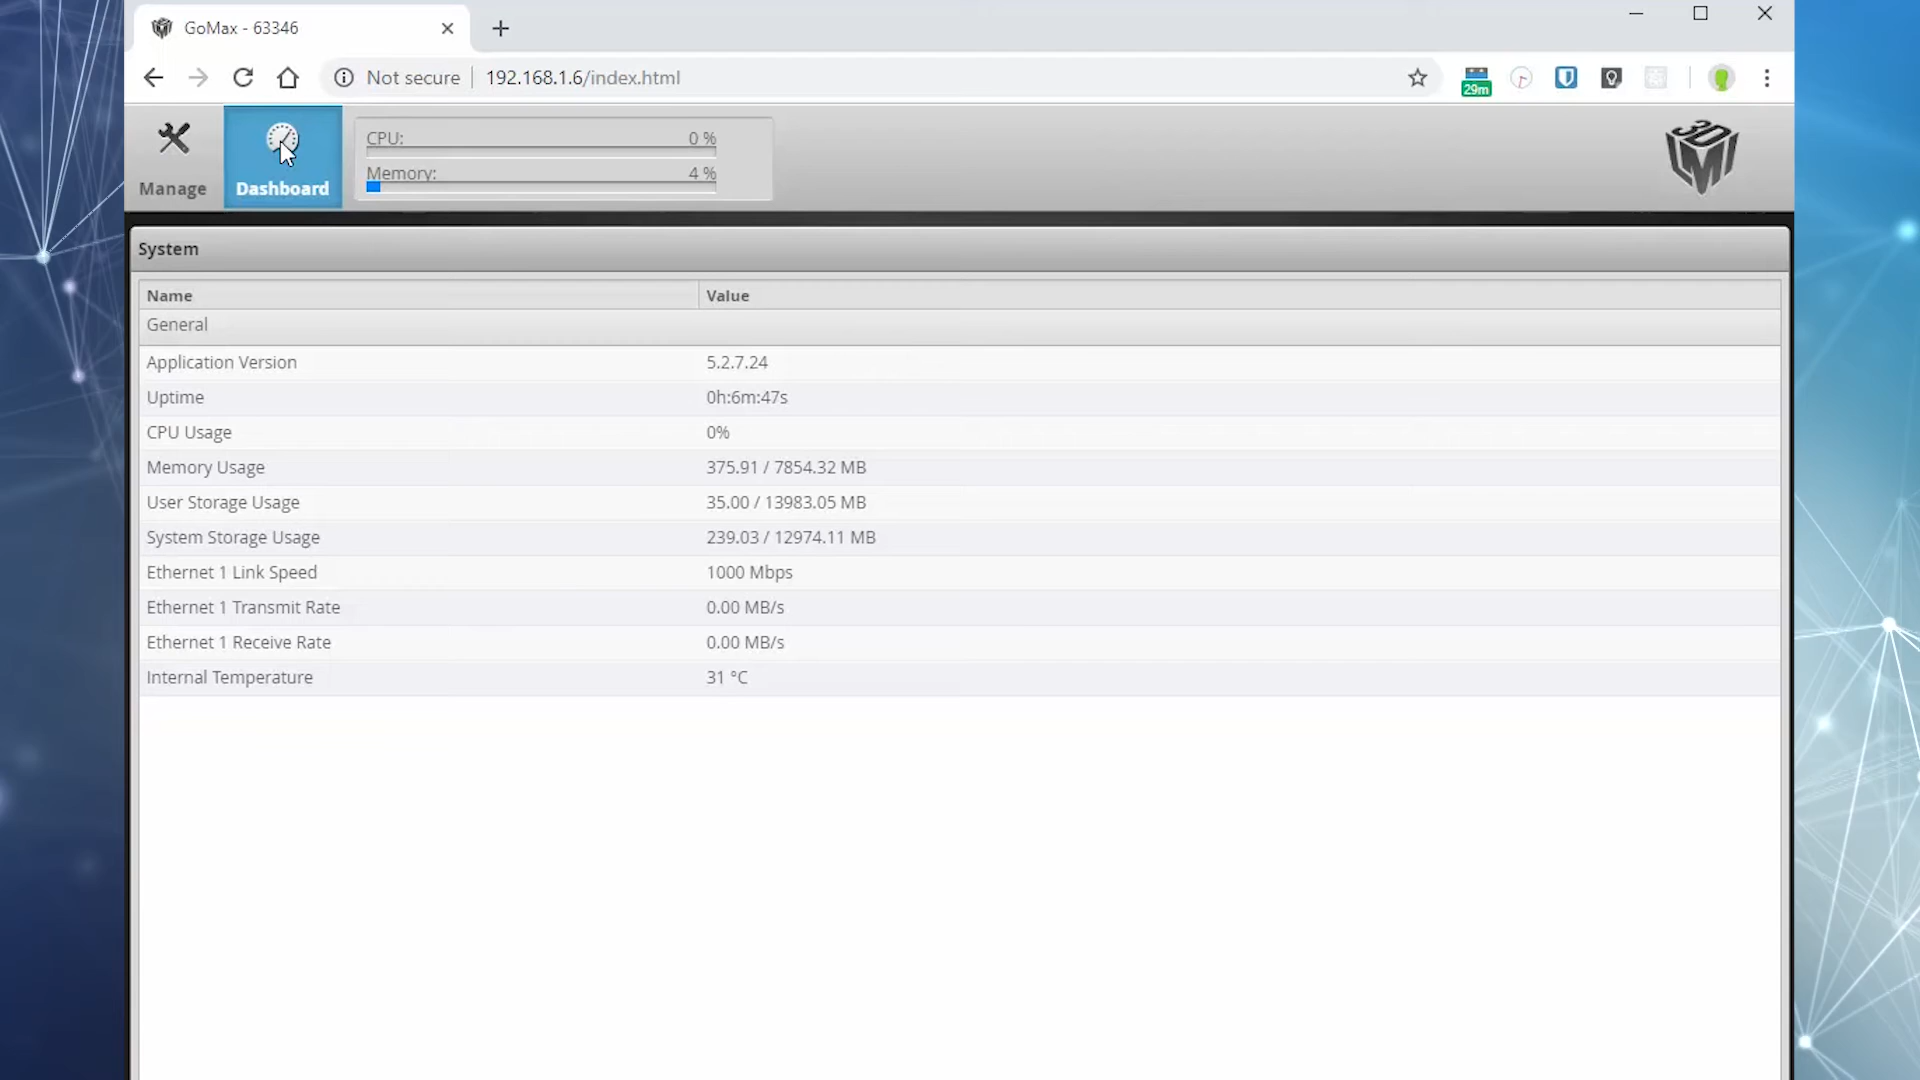 GoMax - 63346
Not secure 192.168.1.6/index.html
29m
Manage
Dashboard
CPU: 0 %
Memory: 4 %
3D
LM
System
Name Value
General
Application Version 5.2.7.24
Uptime 0h:6m:47s
CPU Usage 0%
Memory Usage 375.91 / 7854.32 MB
User Storage Usage 35.00 / 13983.05 MB
System Storage Usage 239.03 / 12974.11 MB
Ethernet 1 Link Speed 1000 Mbps
Ethernet 1 Transmit Rate 0.00 MB/s
Ethernet 1 Receive Rate 0.00 MB/s
Internal Temperature 31 °C